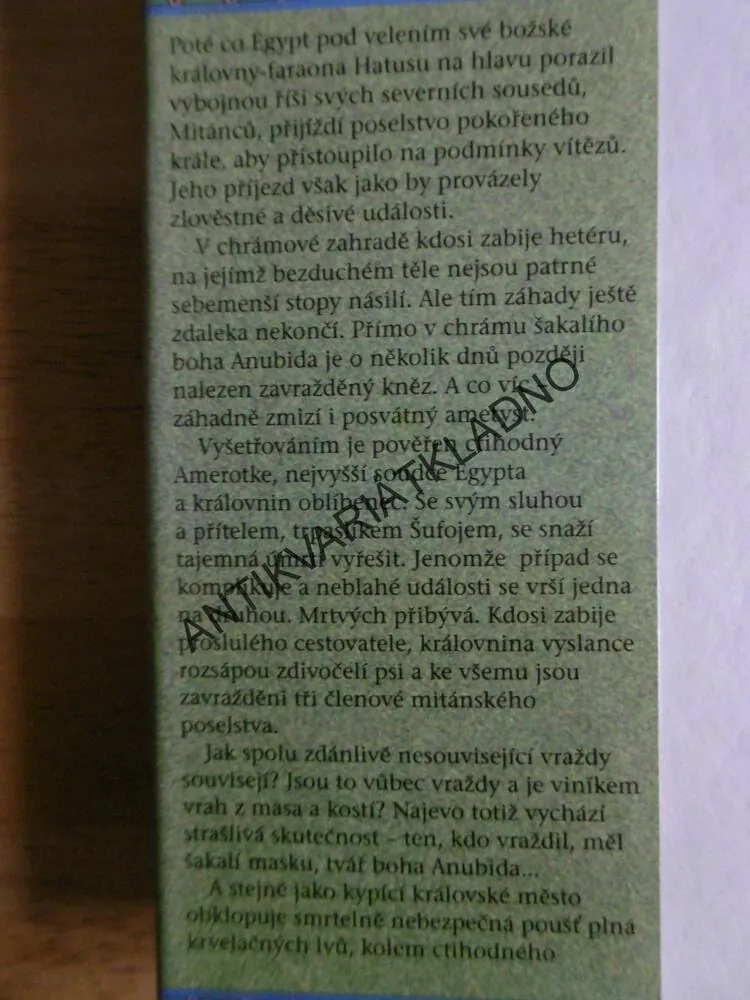 Poté co Egypt pod velením své božské
královny-faraona Hatusu na hlavu porazil
výbojnou říši svých severních sousedů,
Mitanců, přijíždí poselstvo pokořeného
krále, aby přistoupilo na podmínky vítězů.
Jeho příjezd však jako by provázely
zlověstné a děsivé události.
V chrámové zahradě kdosi zabije hetéru,
na jejímž bezduchém těle nejsou patrné
sebemenší stopy násilí. Ale tím záhady ještě
zdaleka nekončí. Přímo v chrámu šakalího
boha Anubida je o několik dnů později
nalezen zavražděný kněz. A co víc –
záhadně zmizí i posvátný ametyst.
Vyšetřováním je pověřen ctihodný
Amerotke, nejvyšší soudce Egypta
a královnin oblíbenec. Se svým sluhou
a přítelem, trpaslíkem Šufojem, se snaží
tajemná úmrtí vyřešit. Jenomže případ se
komplikuje a neblahé události se vrší jedna
na druhou. Mrtvých přibývá. Kdosi zabije
proslulého cestovatele, královnina vyslance
rozsápou zdivočelí psi a ke všemu jsou
zavražděni tři členové mitánského
poselstva.
Jak spolu zdánlivě nesouvisející vraždy
souvisejí? Jsou to vůbec vraždy a je viníkem
vrah z masa a kostí? Najevo totiž vychází
strašlivá skutečnost – ten, kdo vraždil, měl
šakalí masku, tvář boha Anubida...
A stejně jako kypící královské město
obklopuje smrtelně nebezpečná poušť plná
krvelačných lvů, kolem ctihodného
ANTIKVARIATKLADNO